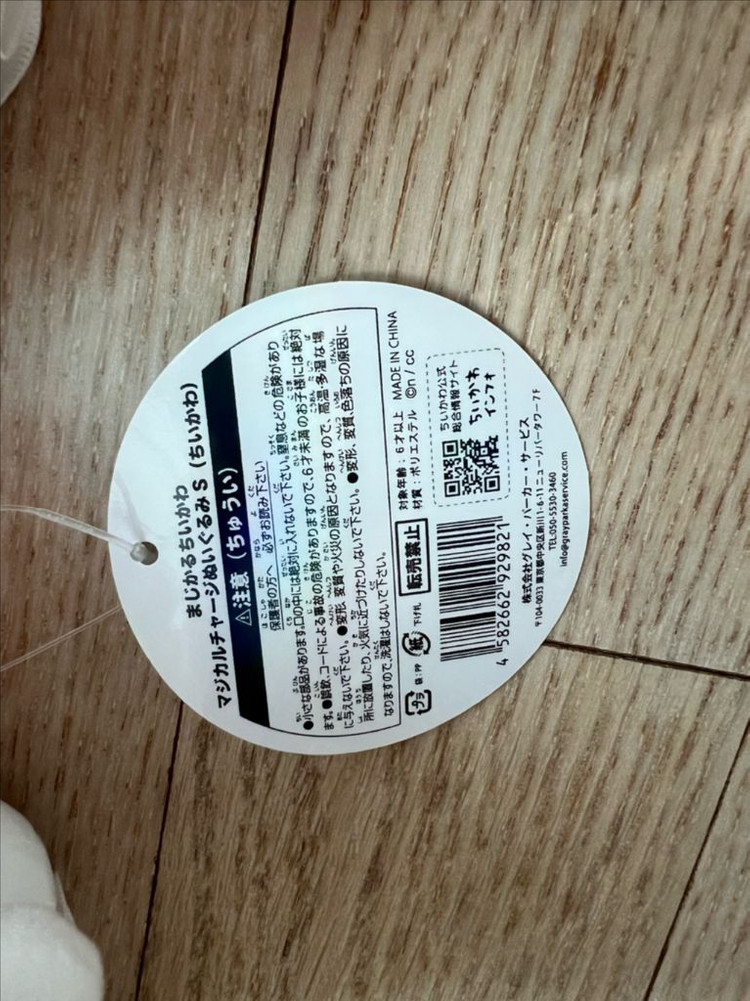 まじかるちいかわ
マジカルチャージぬいぐるみ S (ちいかわ)
⚠注意 (ちゅうい)
保護者の方へ 必ずお読み下さい
●小さな部品があります。口の中には絶対に入れないで下さい。窒息などの危険があり
ます。●誤飲、コードによる事故の危険がありますので、6才未満のお子様には絶対
に与えないで下さい。●変形、変質や火災の原因となりますので、高温・多湿な場
所に放置したり、火気に近づけたりしないで下さい。●変形、変質、色落ちの原因に
なりますので、洗濯はしないで下さい。
プラ 袋:PP 紙 下げ札 転売禁止
対象年齢:6才以上 MADE IN CHINA
材質:ポリエステル ©n / cc
4 582662 929821
ちいかわ公式
総合情報サイト
ちいかわ
インフォ
株式会社グレイ・パーカー・サービス
〒104-0033 東京都中央区新川1-6-11 ニューリバータワー7F
TEL.050-5530-3460
info@grayparkaservice.com